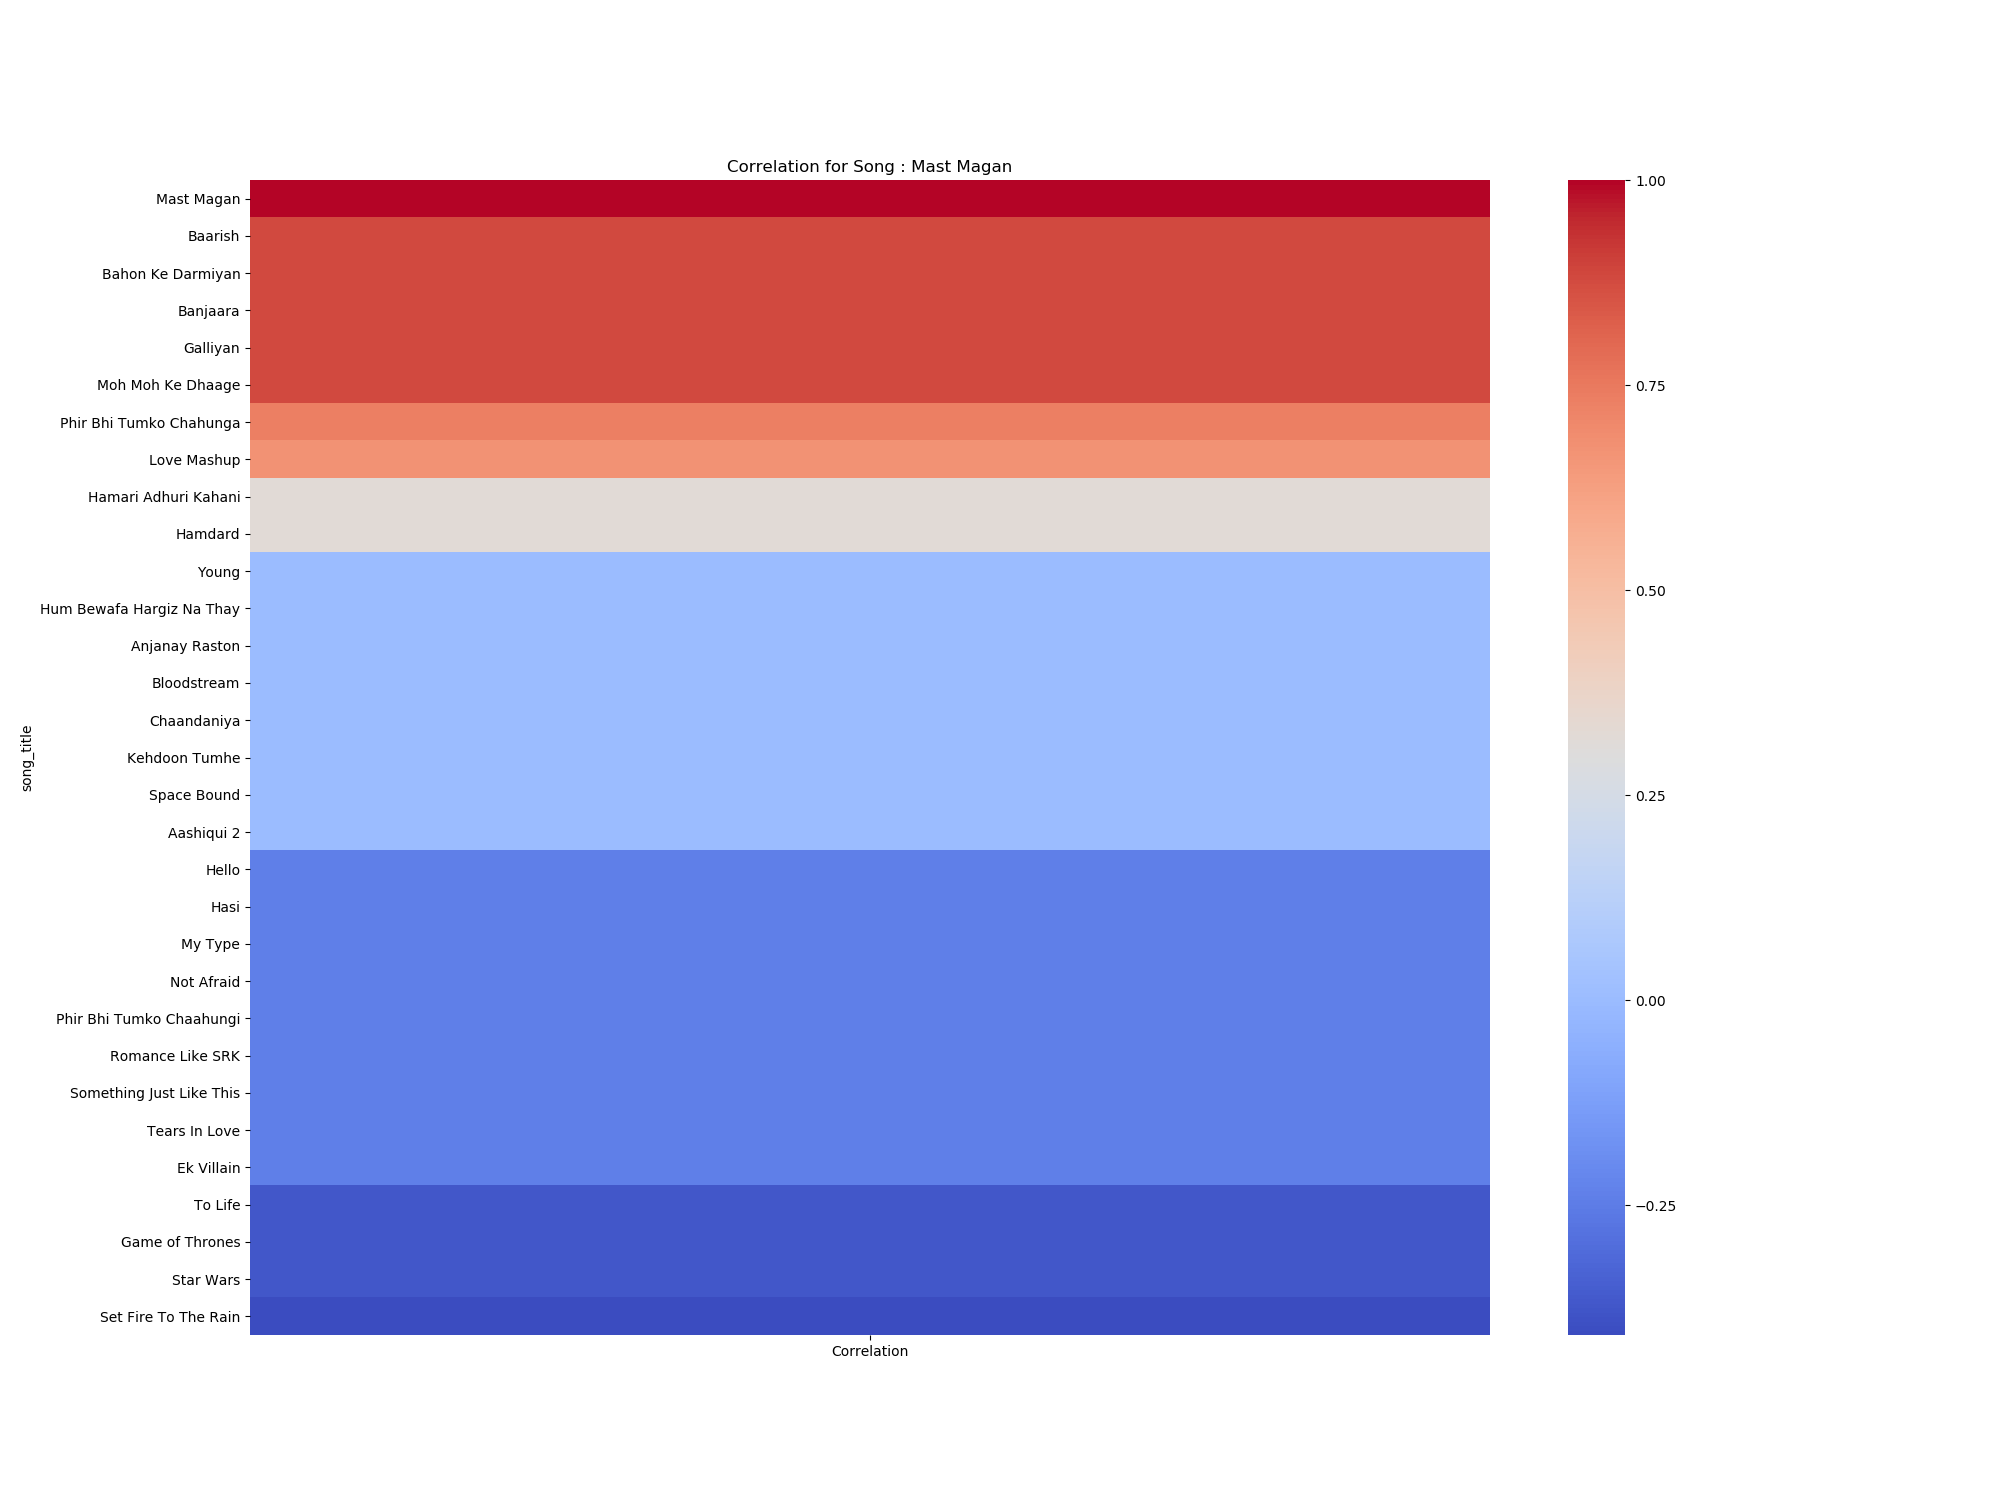 Correlation for Song : Mast Magan
Mast Magan
Baarish
Bahon Ke Darmiyan
Banjaara
Galliyan
Moh Moh Ke Dhaage
Phir Bhi Tumko Chahunga
Love Mashup
Hamari Adhuri Kahani
Hamdard
Young
Hum Bewafa Hargiz Na Thay
Anjanay Raston
Bloodstream
Chaandaniya
Kehdoon Tumhe
Space Bound
Aashiqui 2
Hello
Hasi
My Type
Not Afraid
Phir Bhi Tumko Chaahungi
Romance Like SRK
Something Just Like This
Tears In Love
Ek Villain
To Life
Game of Thrones
Star Wars
Set Fire To The Rain
song_title
Correlation
1.00
0.75
0.50
0.25
0.00
−0.25